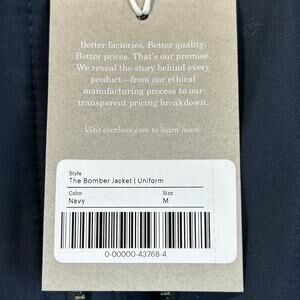 Better factories. Better quality.
Better prices. That's our promise.
We reveal the story behind every
product—from our ethical
manufacturing process to our
transparent pricing breakdown.
Visit everlane.com to learn more.
Style
The Bomber Jacket | Uniform
Color Size
Navy M
0-00000-43768-4